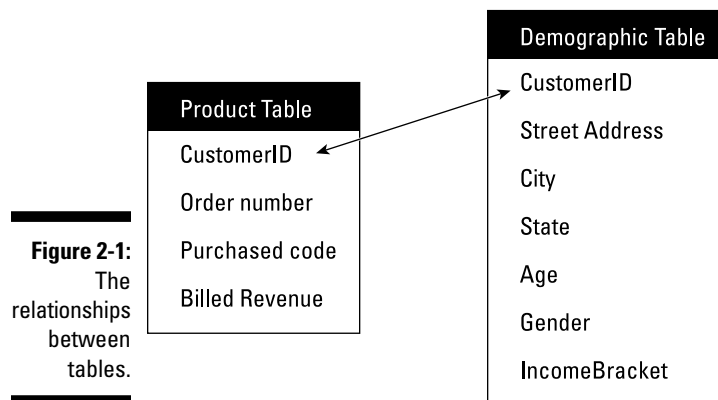 Figure 2-1:
The
relationships
between
tables.
Product Table
CustomerID
Order number
Purchased code
Billed Revenue
Demographic Table
CustomerID
Street Address
City
State
Age
Gender
IncomeBracket